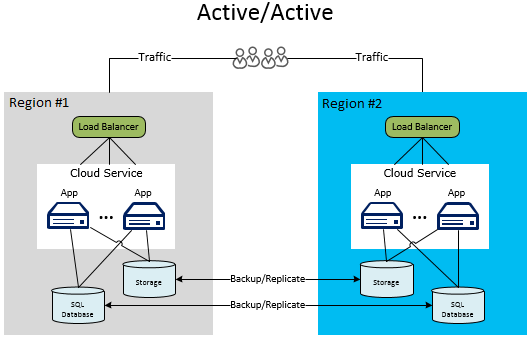 Active/Active
Traffic
Traffic
Region #1
Region #2
Load Balancer
Load Balancer
Cloud Service
Cloud Service
App
App
App
App
Storage
Backup/Replicate
Storage
SQL
Database
Backup/Replicate
SQL
Database